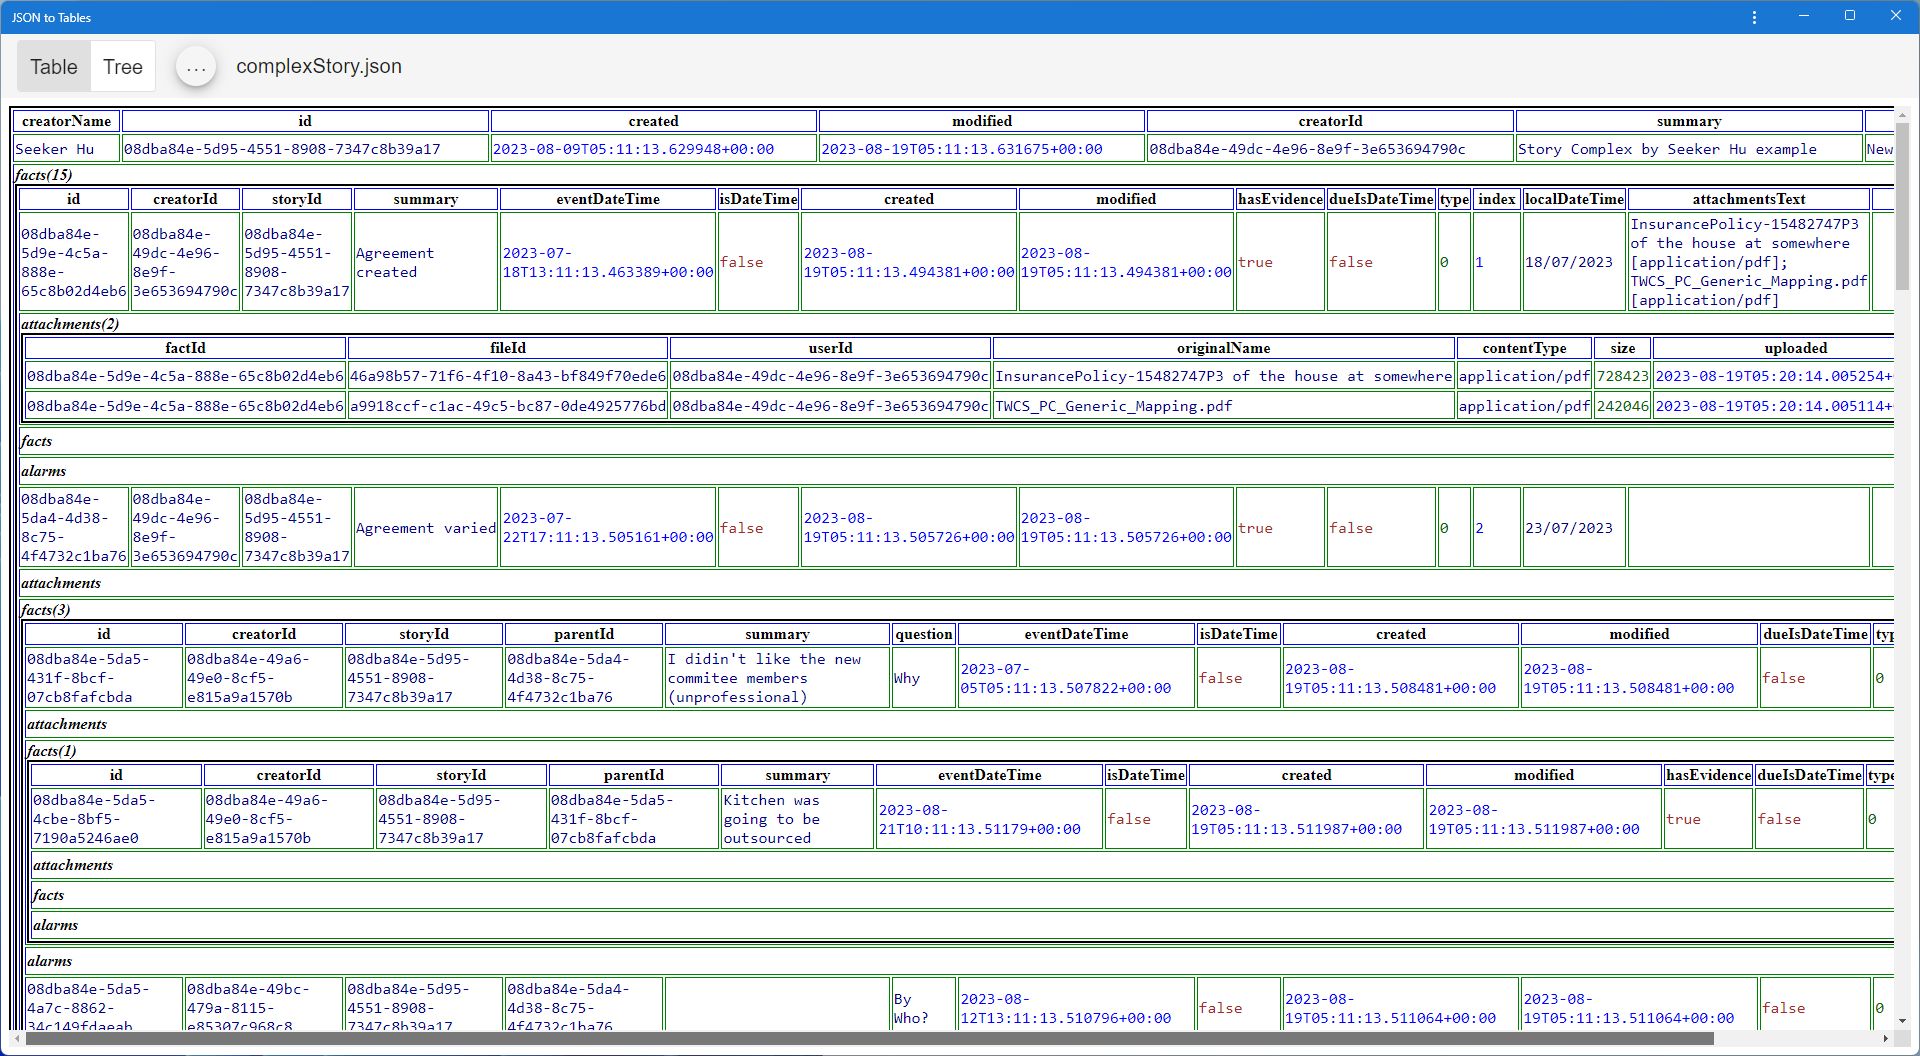 JSON to Tables
Table Tree ... complexStory.json
creatorName id created modified creatorId summary
Seeker Hu 08dba84e-5d95-4551-8908-7347c8b39a17 2023-08-09T05:11:13.629948+00:00 2023-08-19T05:11:13.631675+00:00 08dba84e-49dc-4e96-8e9f-3e653694790c Story Complex by Seeker Hu example New
facts(15)
id creatorId storyId summary eventDateTime isDateTime created modified hasEvidence dueIsDateTime type index localDateTime attachmentsText
InsurancePolicy-15482747P3
08dba84e- 08dba84e- 08dba84e- of the house at somewhere
5d9e-4c5a- 49dc-4e96- 5d95-4551- Agreement 2023-07- 2023-08- 2023-08-
888e- 8e9f- 8908- created 18T13:11:13.463389+00:00 false 19T05:11:13.494381+00:00 19T05:11:13.494381+00:00 true false 0 1 18/07/2023 [application/pdf];
65c8b02d4eb6 3e653694790c 7347c8b39a17 TWCS_PC_Generic_Mapping.pdf
[application/pdf]
attachments(2)
factId fileId userId originalName contentType size uploaded
08dba84e-5d9e-4c5a-888e-65c8b02d4eb6 46a98b57-71f6-4f10-8a43-bf849f70ede6 08dba84e-49dc-4e96-8e9f-3e653694790c InsurancePolicy-15482747P3 of the house at somewhere application/pdf 728423 2023-08-19T05:20:14.005254+
08dba84e-5d9e-4c5a-888e-65c8b02d4eb6 a9918ccf-c1ac-49c5-bc87-0de4925776bd 08dba84e-49dc-4e96-8e9f-3e653694790c TWCS_PC_Generic_Mapping.pdf application/pdf 242046 2023-08-19T05:20:14.005114+
facts
alarms
08dba84e- 08dba84e- 08dba84e-
5da4-4d38- 49dc-4e96- 5d95-4551- 2023-07- 2023-08- 2023-08-
8c75- 8e9f- 8908- Agreement varied 22T17:11:13.505161+00:00 false 19T05:11:13.505726+00:00 19T05:11:13.505726+00:00 true false 0 2 23/07/2023
4f4732c1ba76 3e653694790c 7347c8b39a17
attachments
facts(3)
id creatorId storyId parentId summary question eventDateTime isDateTime created modified dueIsDateTime typ
08dba84e-5da5- 08dba84e-49a6- 08dba84e-5d95- 08dba84e-5da4- I didin't like the new 2023-07- 2023-08- 2023-08-
431f-8bcf- 49e0-8cf5- 4551-8908- 4d38-8c75- commitee members Why 05T05:11:13.507822+00:00 false 19T05:11:13.508481+00:00 19T05:11:13.508481+00:00 false 0
07cb8fafcbda e815a9a1570b 7347c8b39a17 4f4732c1ba76 (unprofessional)
attachments
facts(1)
id creatorId storyId parentId summary eventDateTime isDateTime created modified hasEvidence dueIsDateTime type
08dba84e-5da5- 08dba84e-49a6- 08dba84e-5d95- 08dba84e-5da5- Kitchen was 2023-08- 2023-08- 2023-08-
4cbe-8bf5- 49e0-8cf5- 4551-8908- 431f-8bcf- going to be 21T10:11:13.51179+00:00 false 19T05:11:13.511987+00:00 19T05:11:13.511987+00:00 true false 0
7190a5246ae0 e815a9a1570b 7347c8b39a17 07cb8fafcbda outsourced
attachments
facts
alarms
alarms
08dba84e-5da5- 08dba84e-49bc- 08dba84e-5d95- 08dba84e-5da4- By 2023-08- 2023-08- 2023-08-
4a7c-8862- 479a-8115- 4551-8908- 4d38-8c75- Who? 12T13:11:13.510796+00:00 false 19T05:11:13.511064+00:00 19T05:11:13.511064+00:00 false 0
34c149fdaeab e85307c968c8 7347c8b39a17 4f4732c1ba76